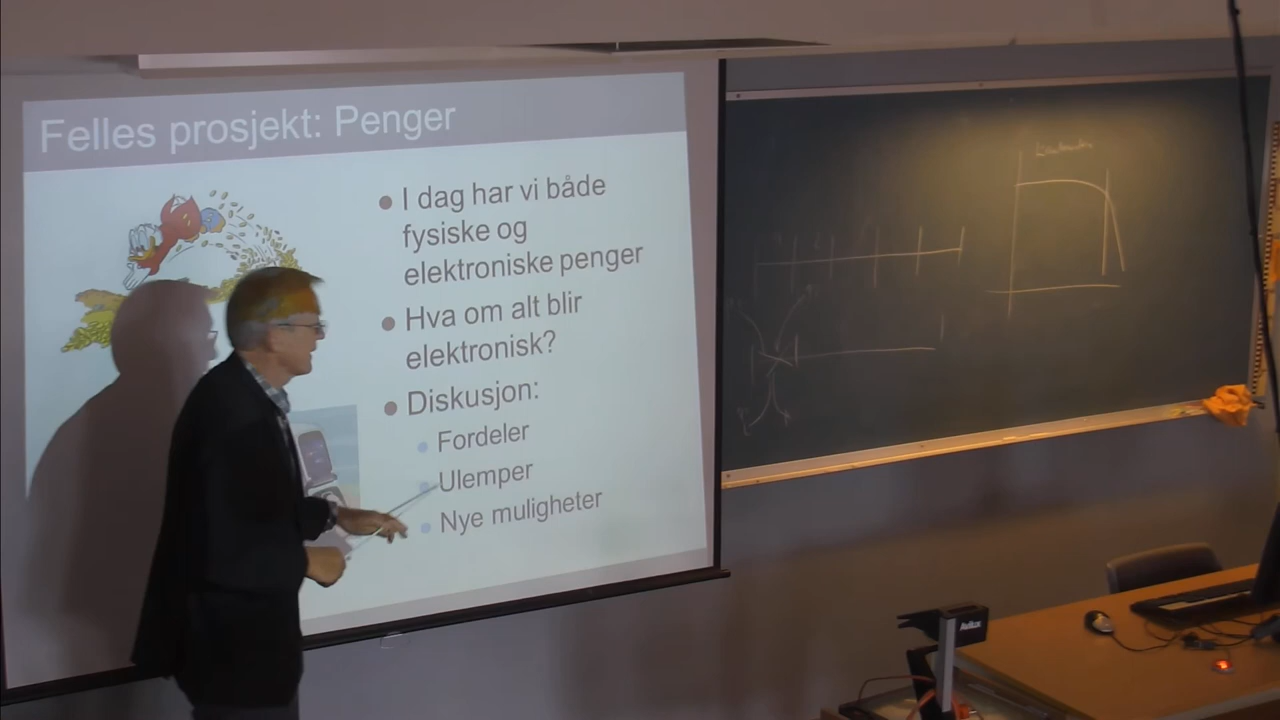 Felles prosjekt: Penger
I dag har vi både
fysiske og
elektroniske penger
Hva om alt blir
elektronisk?
Diskusjon:
Fordeler
Ulemper
Nye muligheter